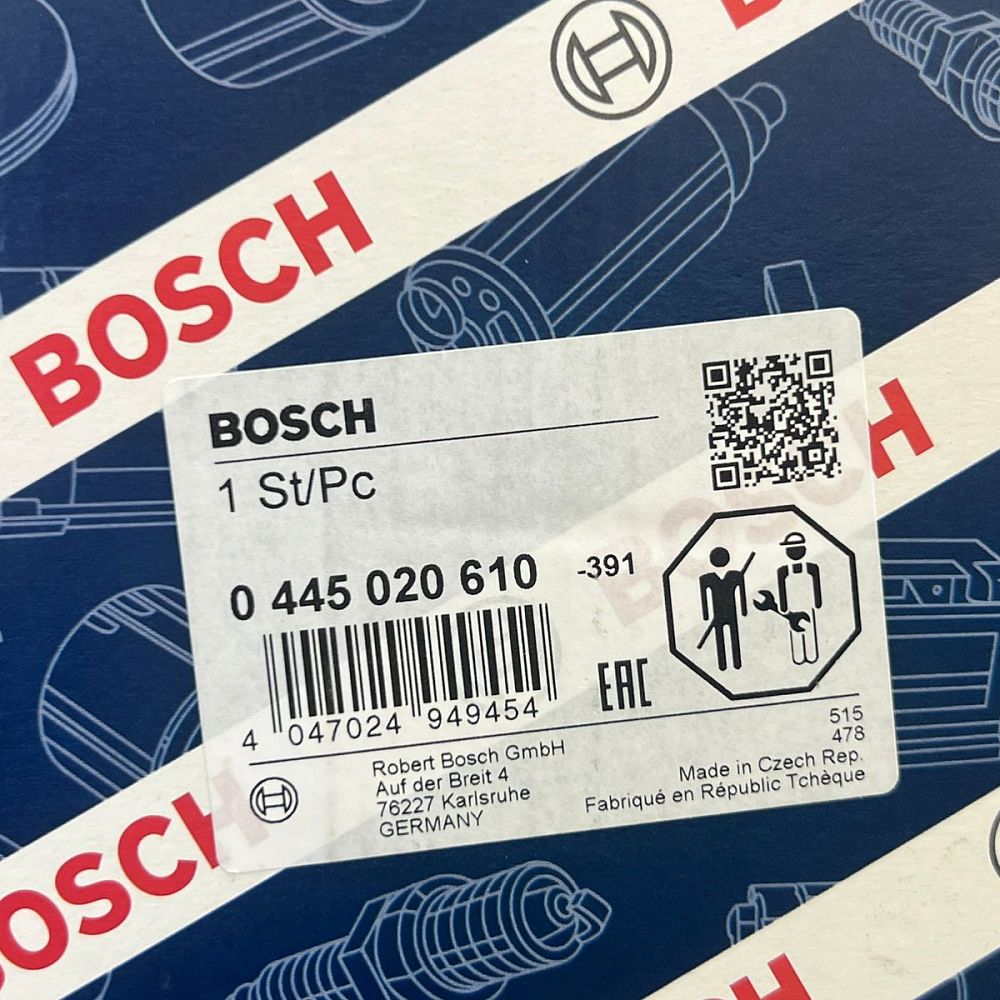 BOSCH
BOSCH
1 St/Pc
0 445 020 610 -391
4 047024 949454
EAC
515
478
Robert Bosch GmbH
Auf der Breit 4
76227 Karlsruhe
GERMANY
Made in Czech Rep.
Fabriqué en République Tchèque
BOSCH
BOSCH